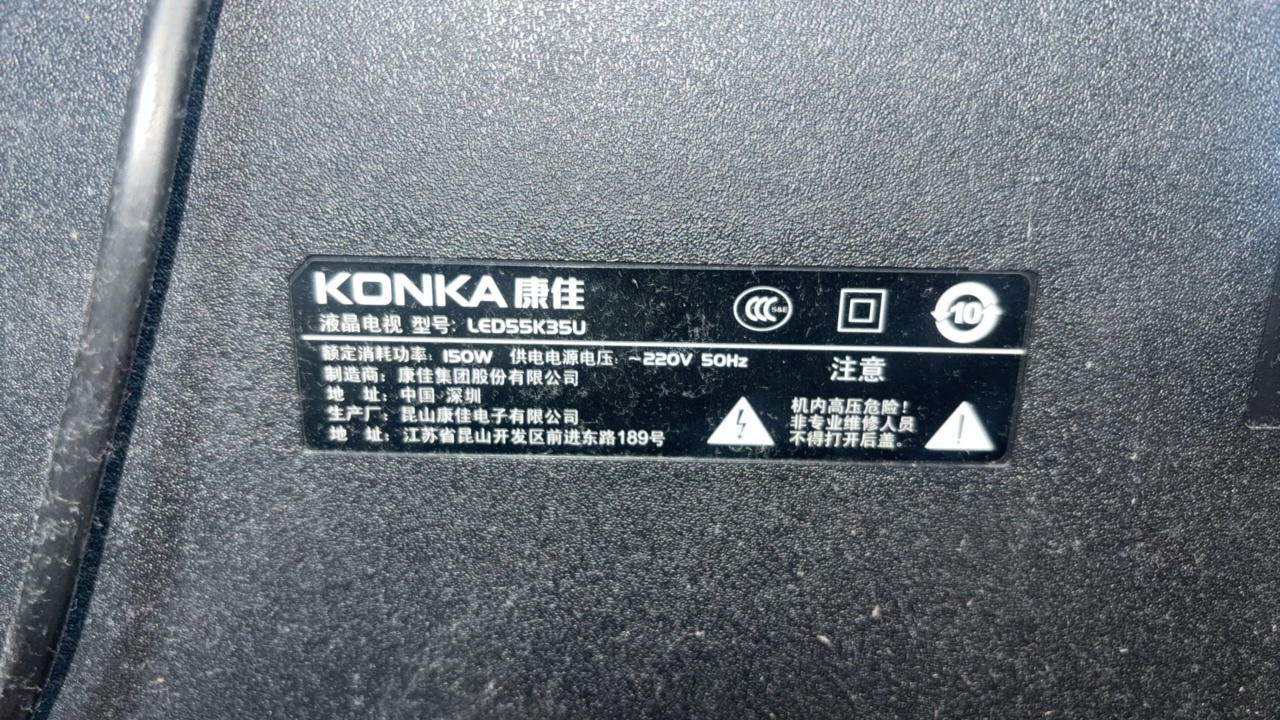 KONKA 康佳
液晶电视 型号: LED55K35U
CCC S&E
10
额定消耗功率: 150W 供电电源电压: ~220V 50Hz
制造商: 康佳集团股份有限公司
地 址: 中国 深圳
生产厂: 昆山康佳电子有限公司
地 址: 江苏省昆山开发区前进东路189号
注意
机内高压危险!
非专业维修人员
不得打开后盖。